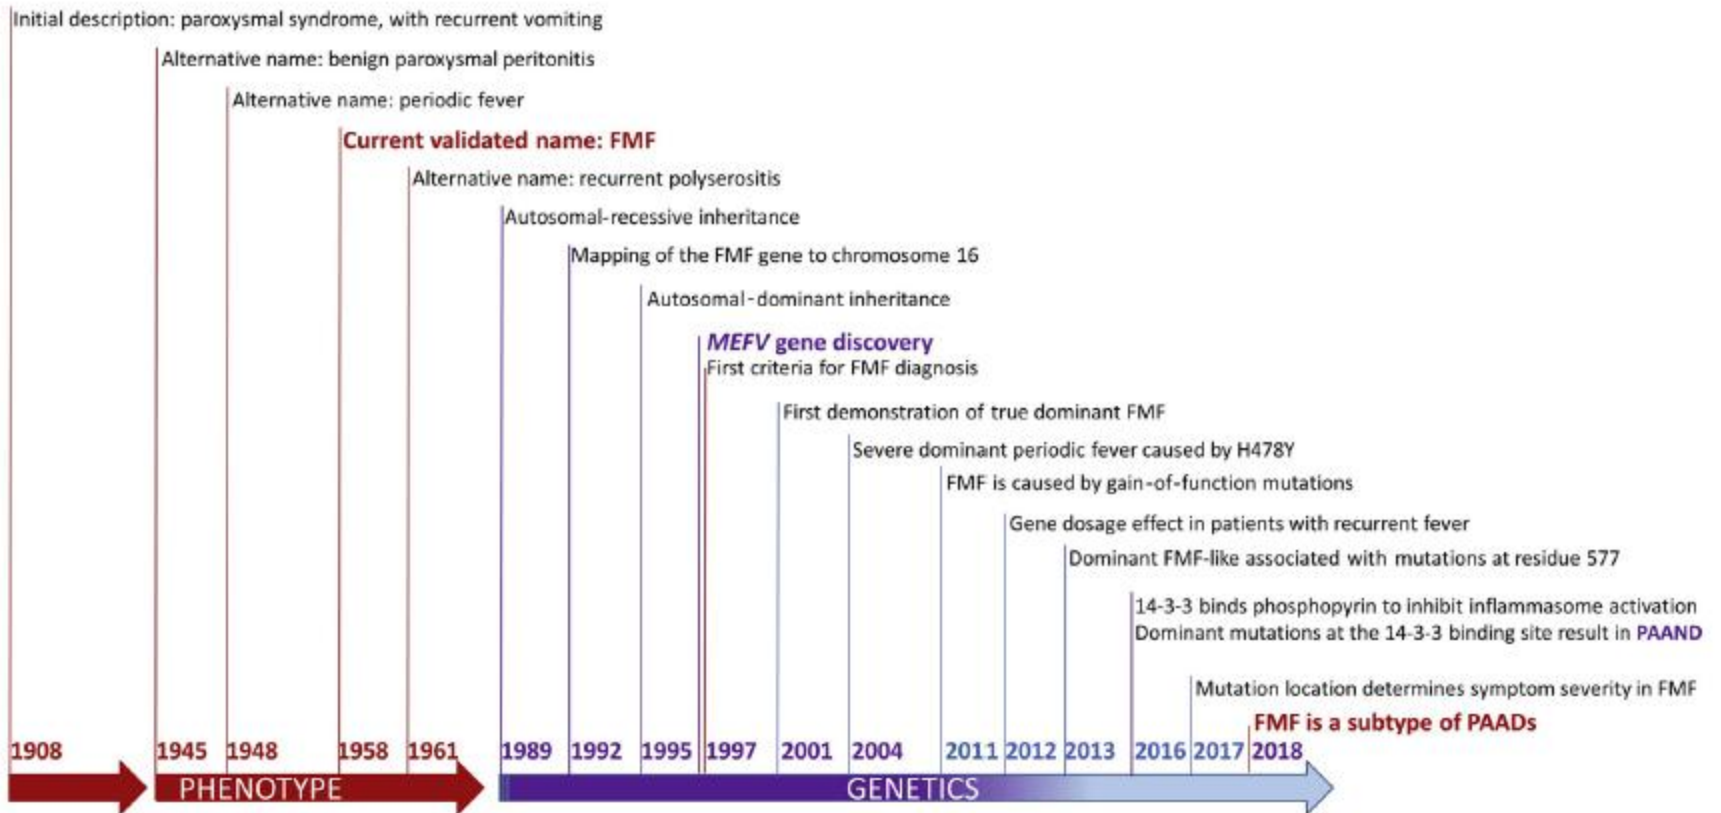 Initial description: paroxysmal syndrome, with recurrent vomiting
Alternative name: benign paroxysmal peritonitis
Alternative name: periodic fever
Current validated name: FMF
Alternative name: recurrent polyserositis
Autosomal-recessive inheritance
Mapping of the FMF gene to chromosome 16
Autosomal-dominant inheritance
MEFV gene discovery
First criteria for FMF diagnosis
First demonstration of true dominant FMF
Severe dominant periodic fever caused by H478Y
FMF is caused by gain-of-function mutations
Gene dosage effect in patients with recurrent fever
Dominant FMF-like associated with mutations at residue 577
14-3-3 binds phosphopyrin to inhibit inflammasome activation
Dominant mutations at the 14-3-3 binding site result in PAAND
Mutation location determines symptom severity in FMF
FMF is a subtype of PAADs
1908 1945 1948 1958 1961 1989 1992 1995 1997 2001 2004 2011 2012 2013 2016 2017 2018
PHENOTYPE GENETICS